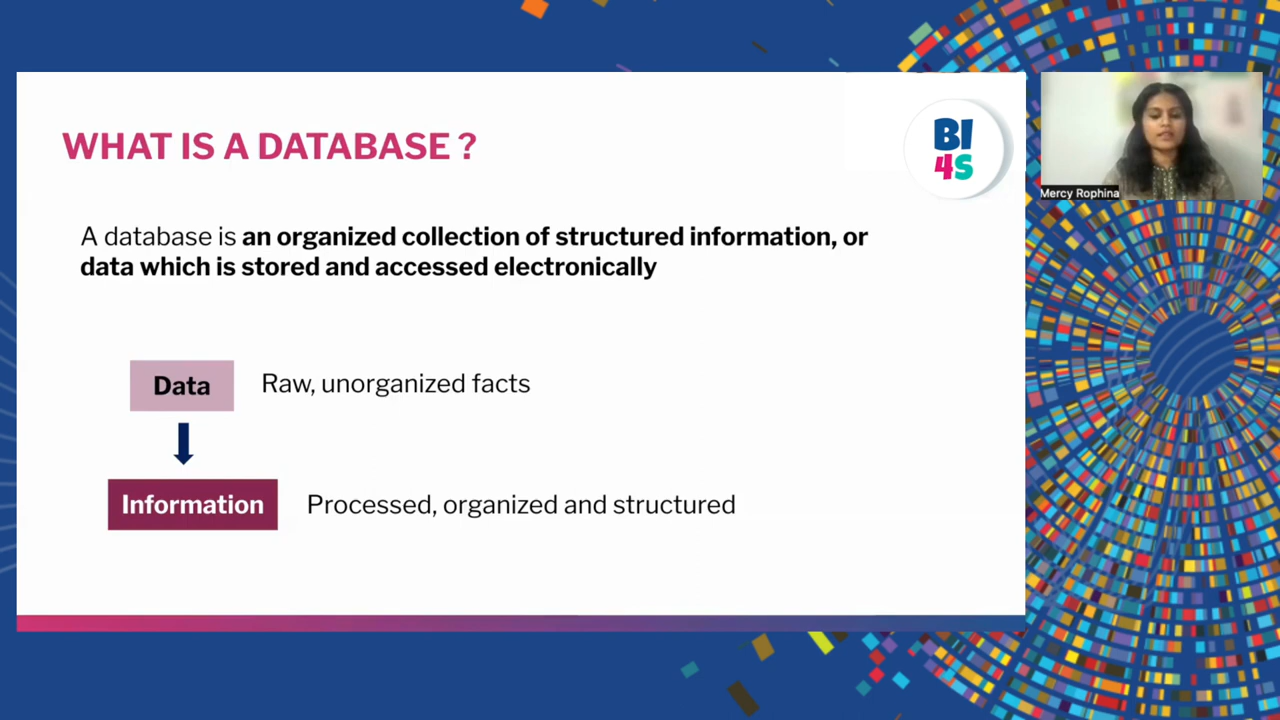 WHAT IS A DATABASE ?
BI
4S
Mercy Rophina
A database is an organized collection of structured information, or
data which is stored and accessed electronically
Data
Raw, unorganized facts
Information
Processed, organized and structured